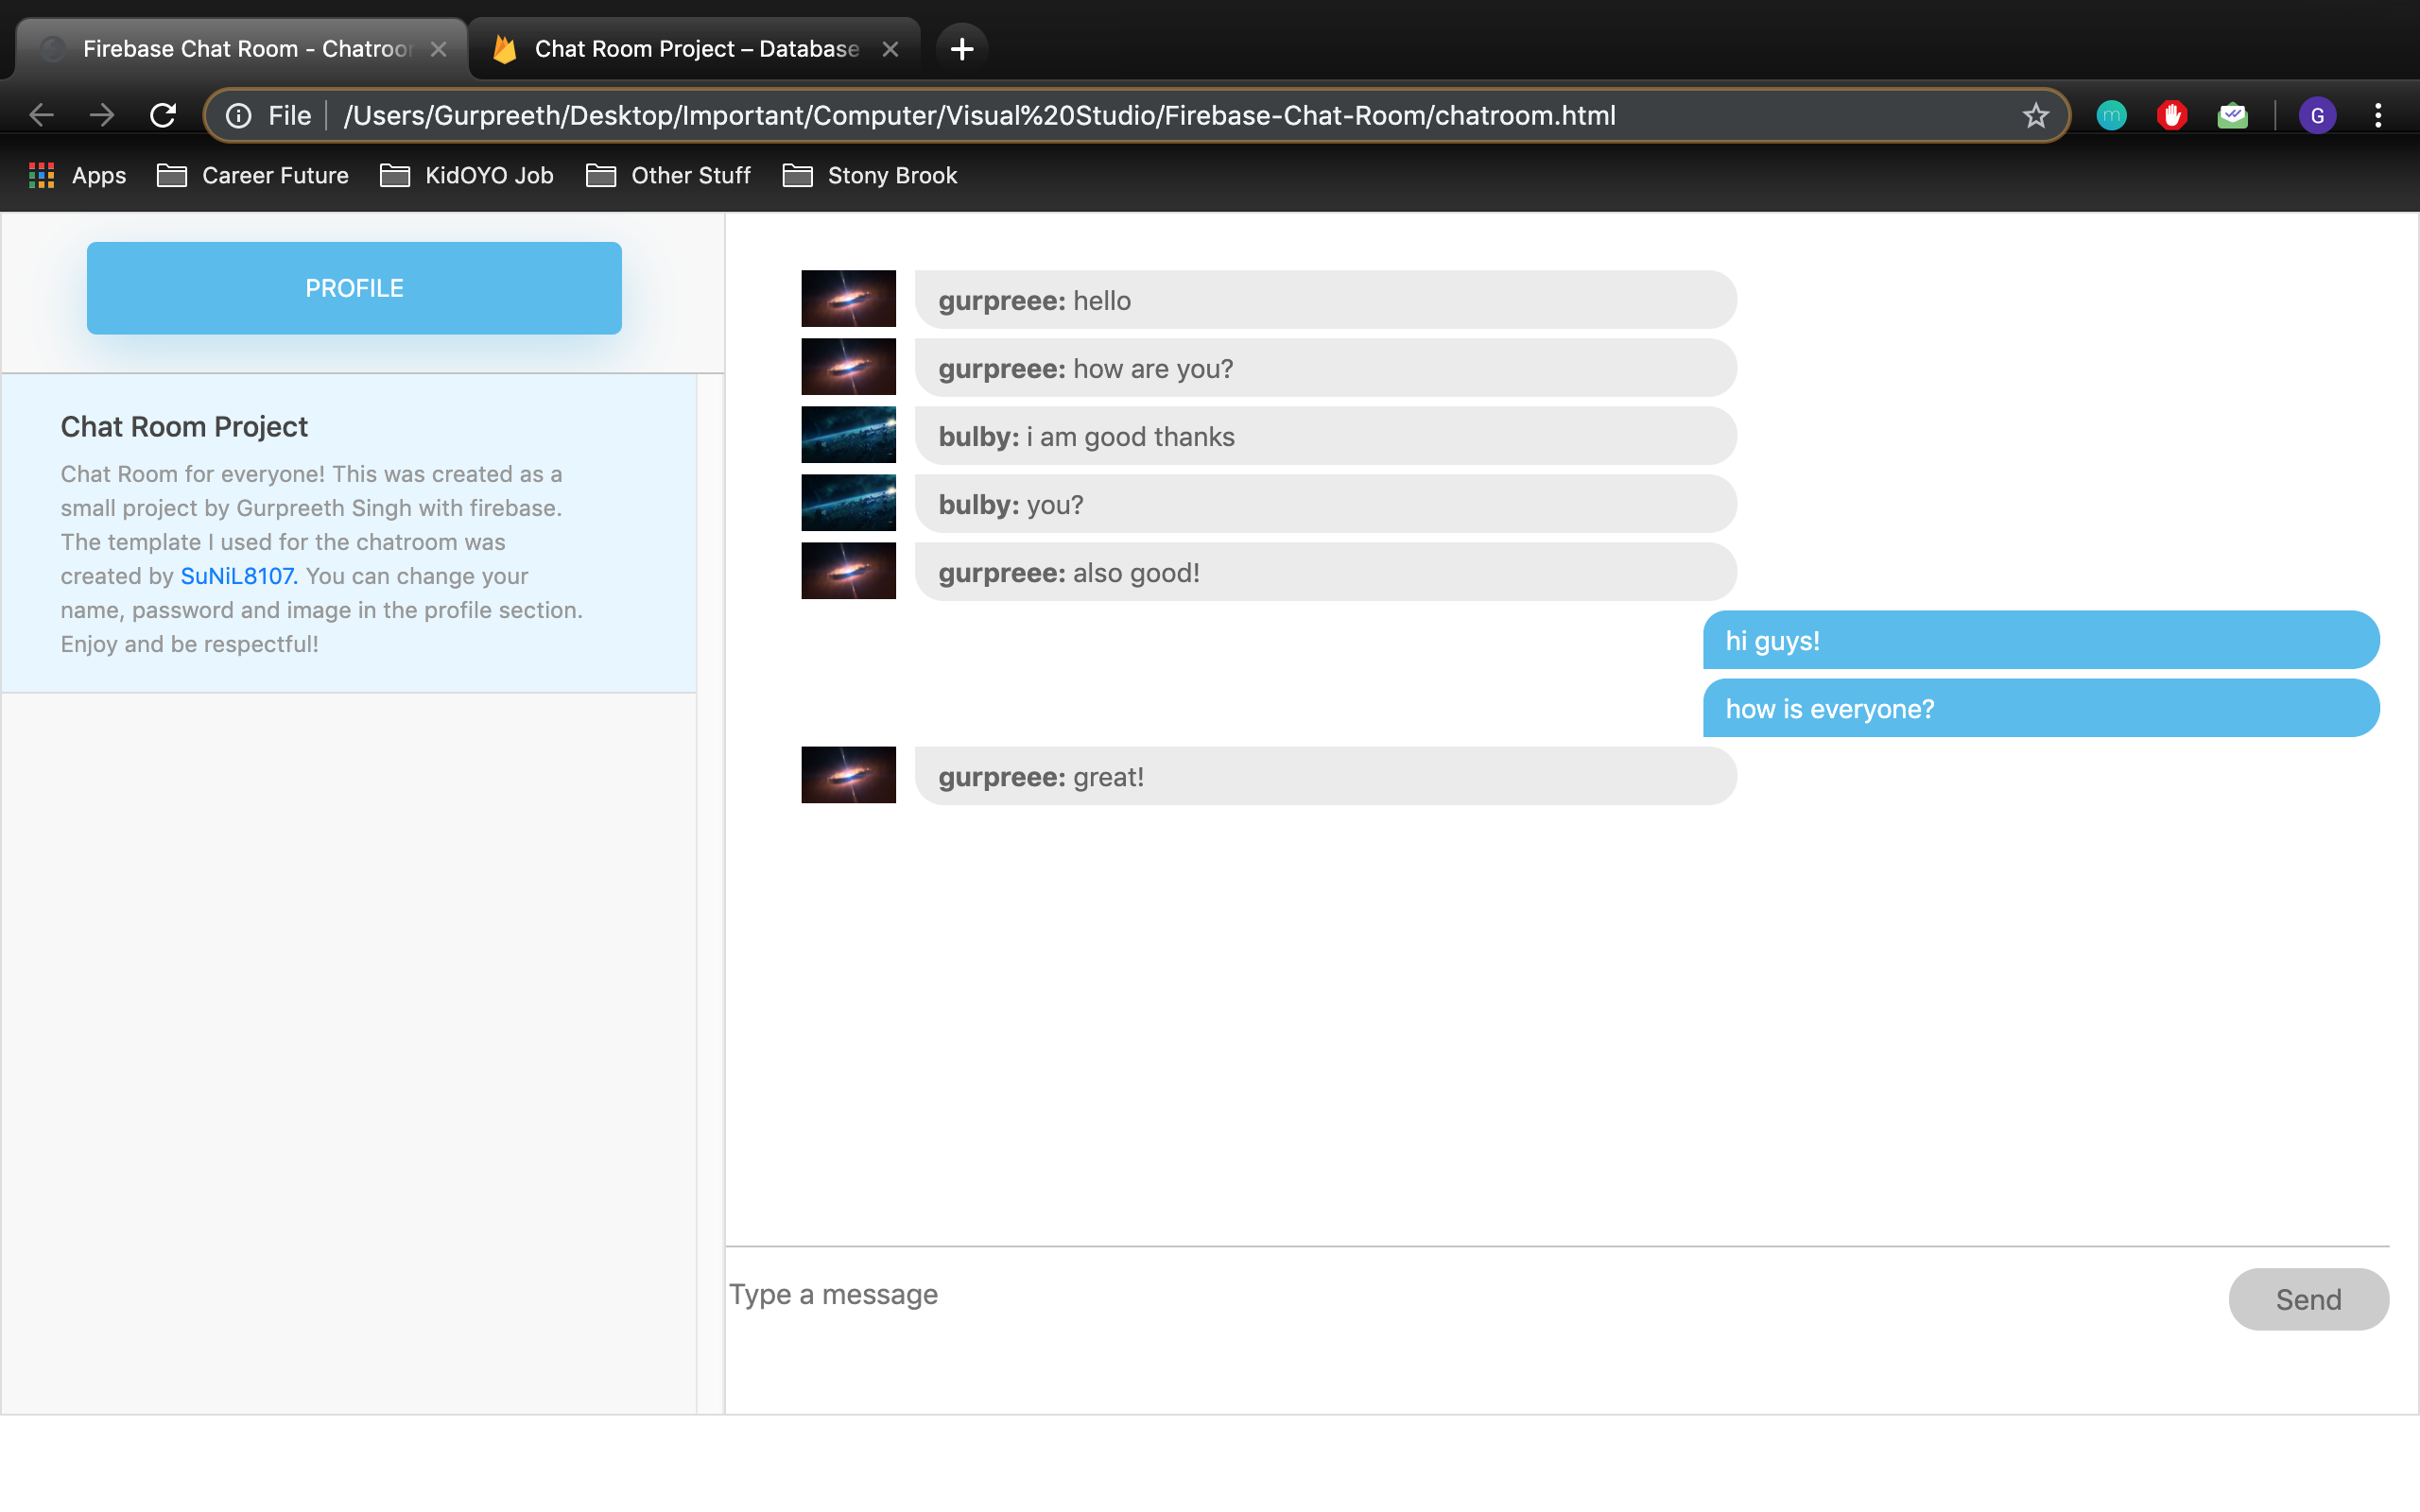 Firebase Chat Room - Chatroom
Chat Room Project – Database
File
/Users/Gurpreeth/Desktop/Important/Computer/Visual%20Studio/Firebase-Chat-Room/chatroom.html
m
G
Apps
Career Future
KidOYO Job
Other Stuff
Stony Brook
PROFILE
Chat Room Project
Chat Room for everyone! This was created as a
small project by Gurpreeth Singh with firebase.
The template I used for the chatroom was
created by SuNiL8107. You can change your
name, password and image in the profile section.
Enjoy and be respectful!
gurpreee: hello
gurpreee: how are you?
bulby: i am good thanks
bulby: you?
gurpreee: also good!
hi guys!
how is everyone?
gurpreee: great!
Type a message
Send